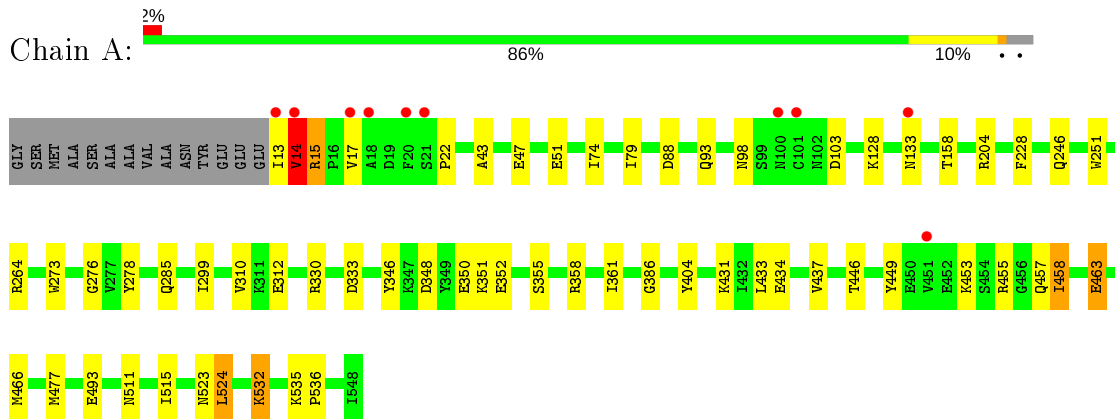 2%
Chain A:
86% 10% • •
GLY SER MET ALA SER ALA ALA VAL ALA ASN TYR GLU GLU GLU I13 V14 R15 P16 V17 A18 D19 F20 S21 P22 A43 E47 E51 I74 I79 D88 Q93 N98 S99 N100 C101 N102 D103 K128 N133 T158 R204 F228 Q246 W251
R264 W273 G276 V277 Y278 Q285 I299 V310 K311 E312 R330 D333 Y346 K347 D348 Y349 E350 K351 E352 S355 R358 I361 G386 Y404 K431 I432 L433 E434 V437 T446 Y449 E450 V451 E452 K453 S454 R455 G456 Q457 I458 E463
M466 M477 E493 N511 I515 N523 L524 K532 K535 P536 I548